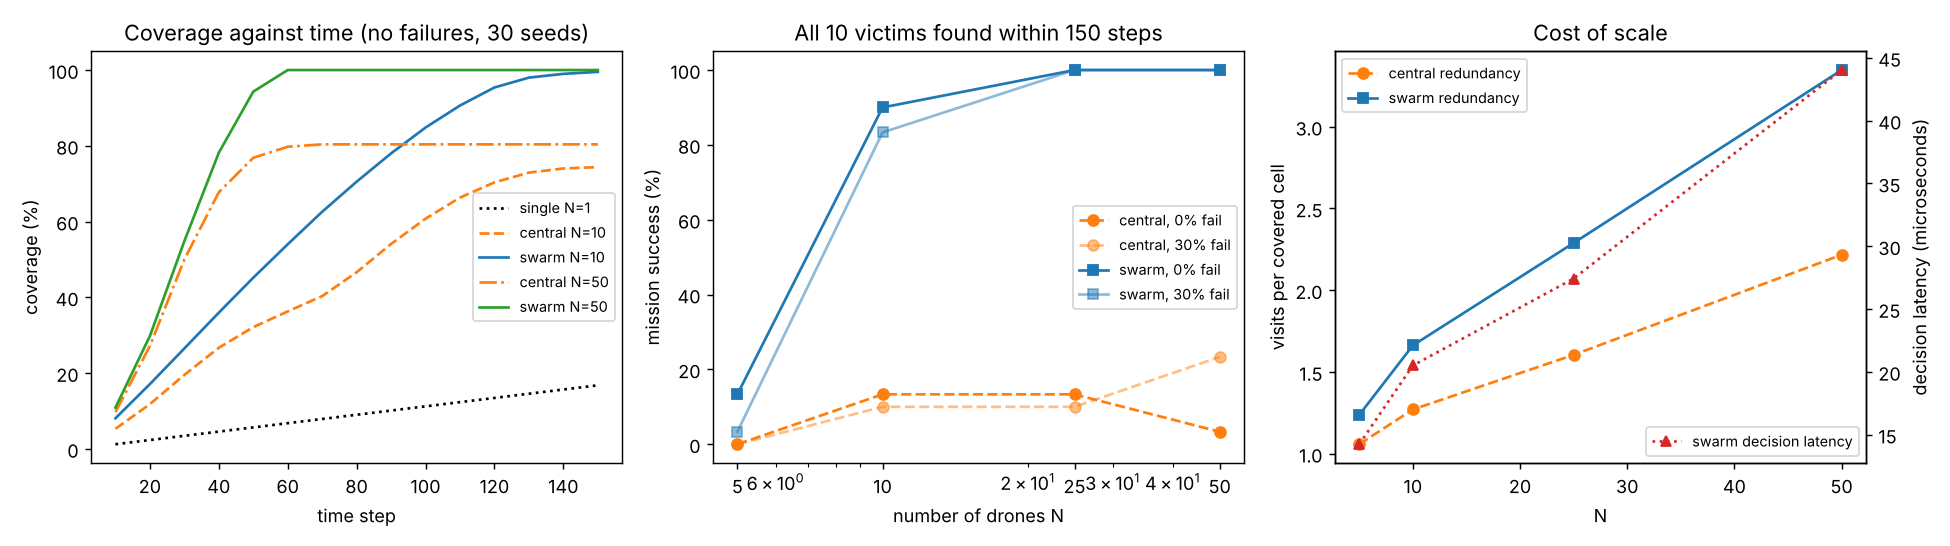 Coverage against time (no failures, 30 seeds)
coverage (%)
100
80
60
40
20
0
single N=1
central N=10
swarm N=10
central N=50
swarm N=50
20 40 60 80 100 120 140
time step
All 10 victims found within 150 steps
mission success (%)
100
80
60
40
20
0
central, 0% fail
central, 30% fail
swarm, 0% fail
swarm, 30% fail
5 6 × 10⁰ 10 2 × 10¹ 25 3 × 10¹ 4 × 10¹ 50
number of drones N
Cost of scale
visits per covered cell
3.0
2.5
2.0
1.5
1.0
central redundancy
swarm redundancy
swarm decision latency
10 20 30 40 50
N
45
40
35
30
25
20
15
decision latency (microseconds)